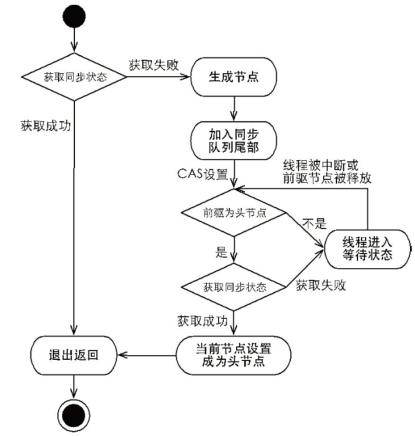 获取同步状态
获取失败
生成节点
获取成功
加入同步
队列尾部
CAS设置
线程被中断或
前驱节点被释放
前驱为头节点
不是
线程进入
等待状态
是
获取同步状态
获取失败
获取成功
退出返回
当前节点设置
成为头节点